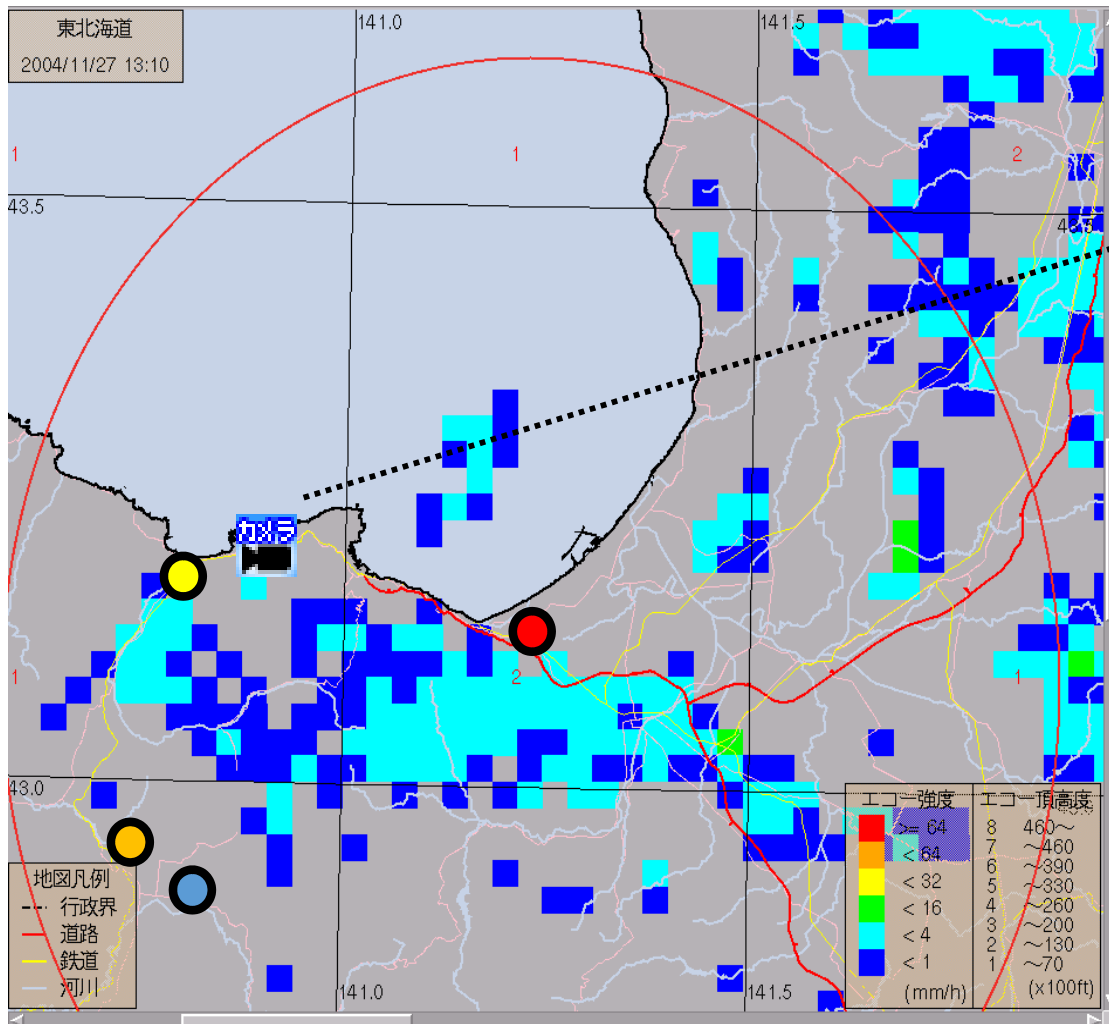 東北海道
2004/11/27 13:10
141.0
141.5
1
1
2
43.5
カメラ
1
2
1
43.0
地図凡例
行政界
道路
鉄道
河川
141.0
141.5
エコー強度
>= 64
< 64
< 32
< 16
< 4
< 1
(mm/h)
エコー頂高度
8 460～
7 ～460
6 ～390
5 ～330
4 ～260
3 ～200
2 ～130
1 ～70
(x100ft)